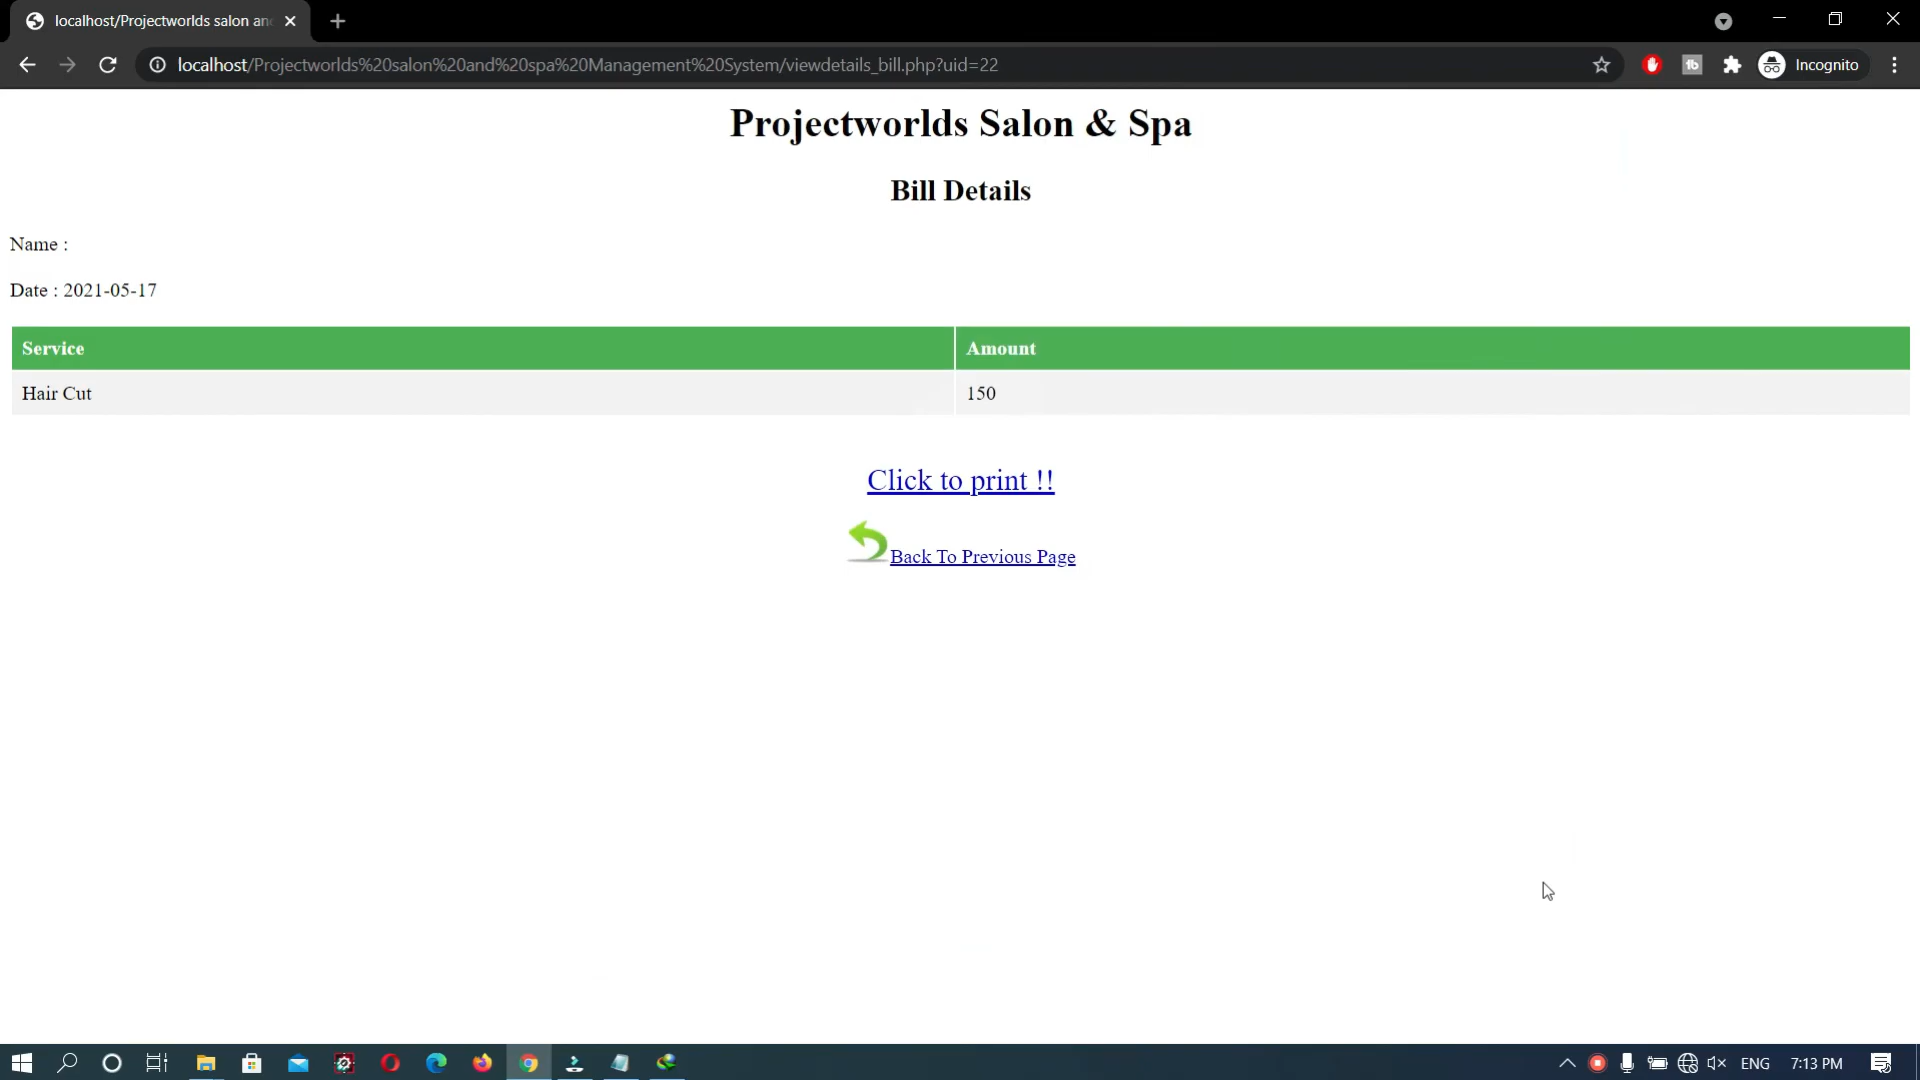 localhost/Projectworlds salon an
localhost/Projectworlds%20salon%20and%20spa%20Management%20System/viewdetails_bill.php?uid=22
Incognito
Projectworlds Salon & Spa
Bill Details
Name :
Date : 2021-05-17
Service Amount
Hair Cut 150
Click to print !!
Back To Previous Page
ENG 7:13 PM